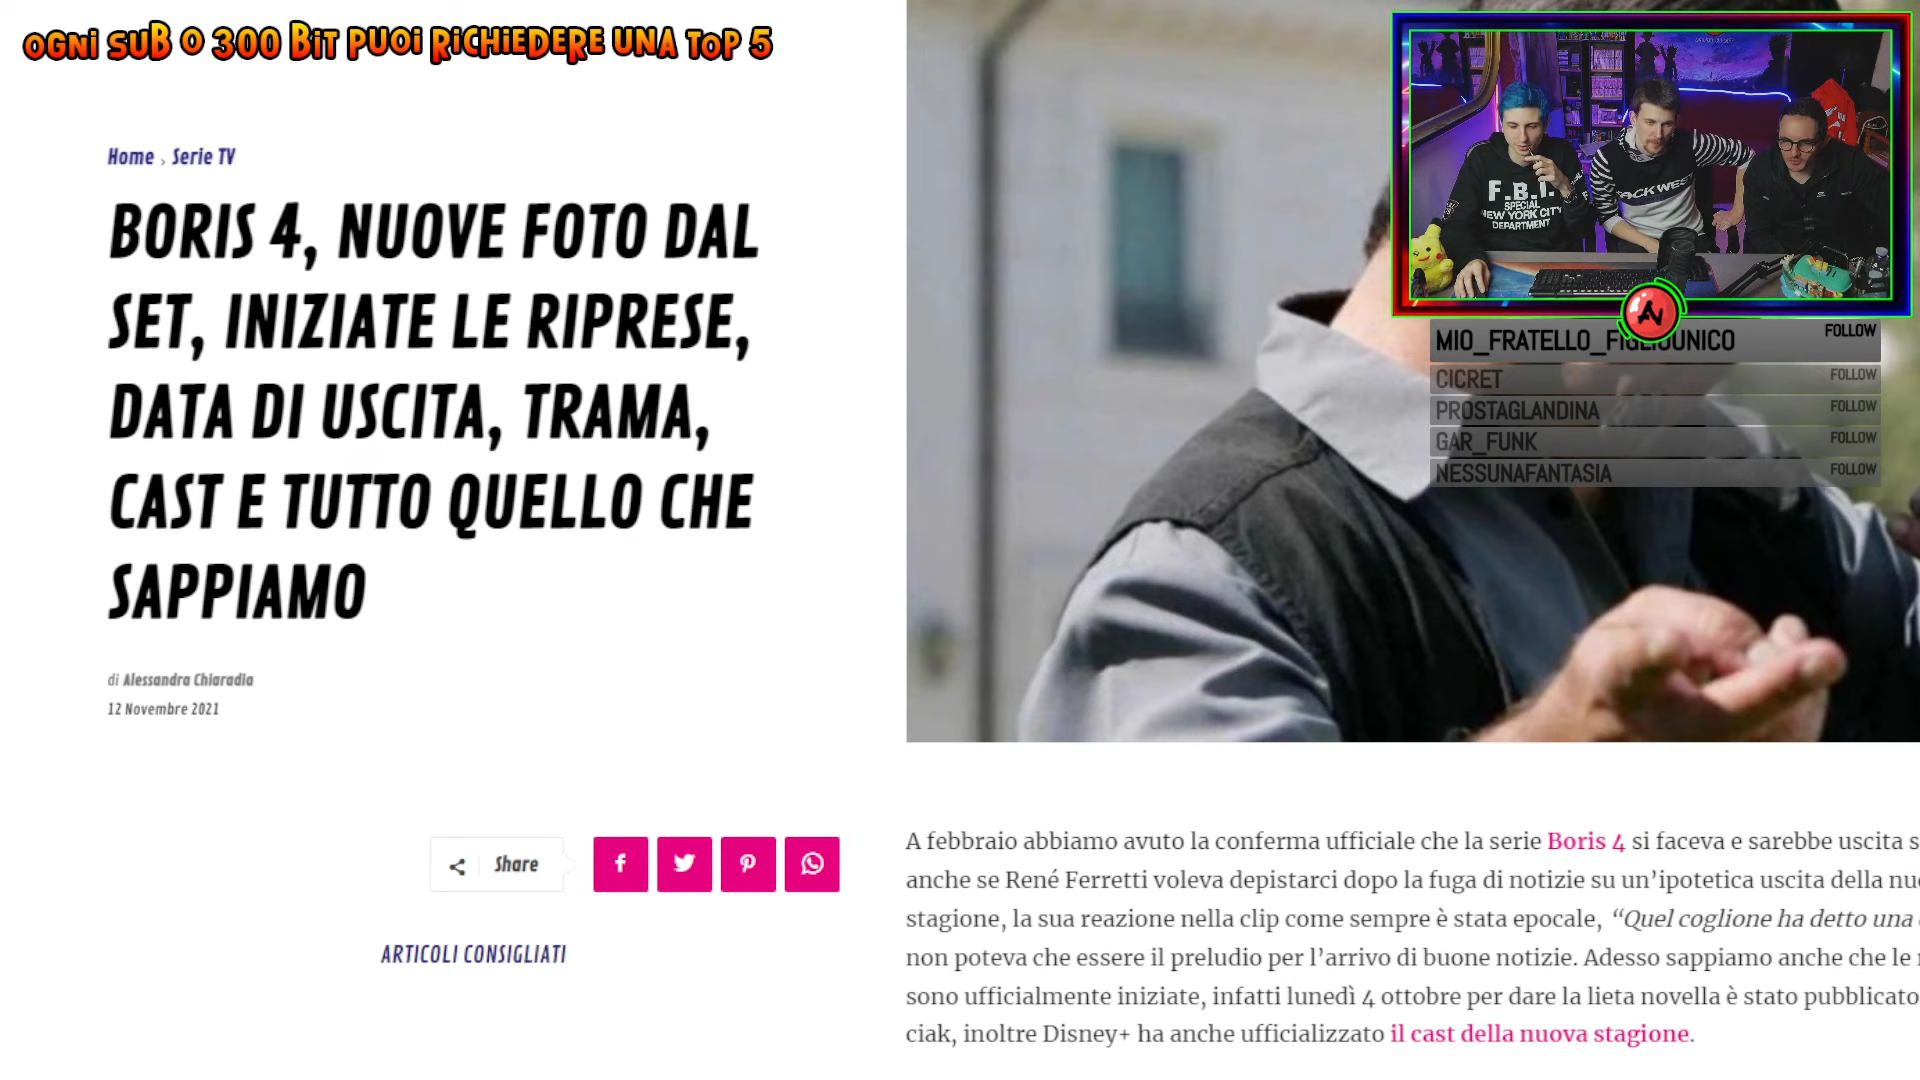 OGNI SUB O 300 BIT PUOI RICHIEDERE UNA TOP 5
Home › Serie TV
BORIS 4, NUOVE FOTO DAL
SET, INIZIATE LE RIPRESE,
DATA DI USCITA, TRAMA,
CAST E TUTTO QUELLO CHE
SAPPIAMO
di Alessandra Chiaradia
12 Novembre 2021
Share
ARTICOLI CONSIGLIATI
F.B.I.
SPECIAL
NEW YORK CITY
DEPARTMENT
MIO_FRATELLO_FIGLIOUNICO FOLLOW
CICRET FOLLOW
PROSTAGLANDINA FOLLOW
GAR_FUNK FOLLOW
NESSUNAFANTASIA FOLLOW
A febbraio abbiamo avuto la conferma ufficiale che la serie Boris 4 si faceva e sarebbe uscita
anche se René Ferretti voleva depistarci dopo la fuga di notizie su un’ipotetica uscita della
stagione, la sua reazione nella clip come sempre è stata epocale, “Quel coglione ha detto una
non poteva che essere il preludio per l’arrivo di buone notizie. Adesso sappiamo anche che le
sono ufficialmente iniziate, infatti lunedì 4 ottobre per dare la lieta novella è stato pubblicato
ciak, inoltre Disney+ ha anche ufficializzato il cast della nuova stagione.